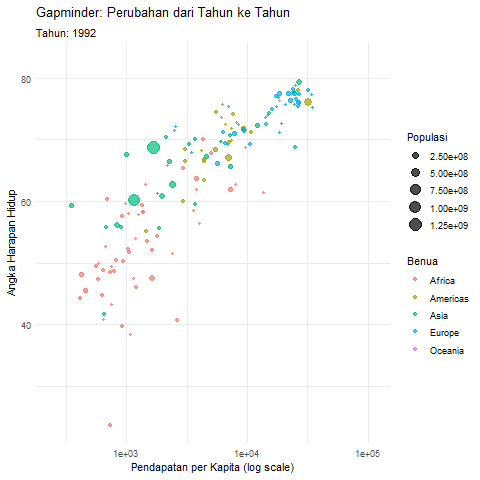 Gapminder: Perubahan dari Tahun ke Tahun
Tahun: 1992
80
60
40
Angka Harapan Hidup
1e+03
1e+04
1e+05
Pendapatan per Kapita (log scale)
Populasi
2.50e+08
5.00e+08
7.50e+08
1.00e+09
1.25e+09
Benua
Africa
Americas
Asia
Europe
Oceania